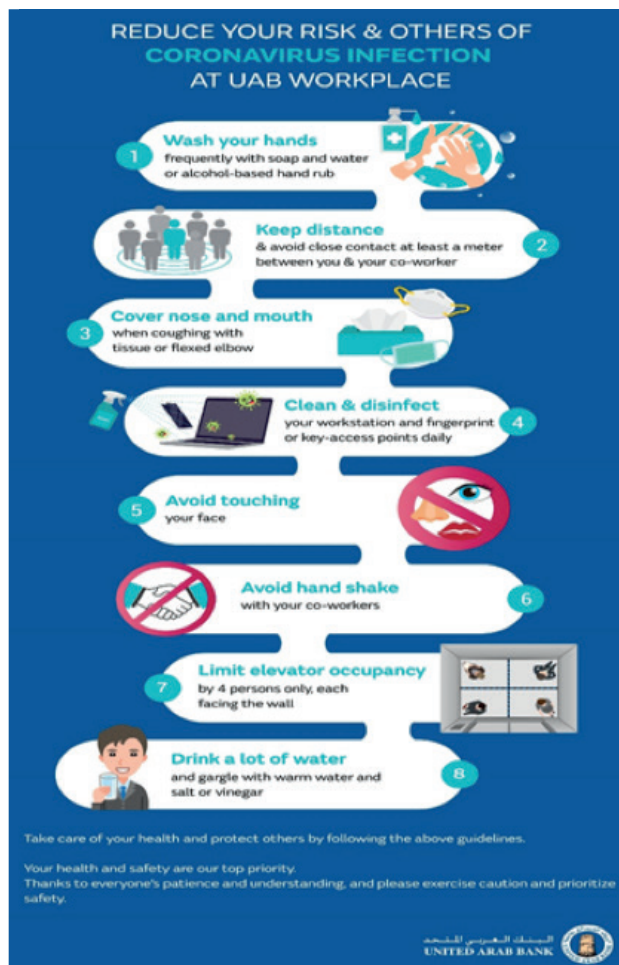 REDUCE YOUR RISK & OTHERS OF
CORONAVIRUS INFECTION
AT UAB WORKPLACE
1
Wash your hands
frequently with soap and water
or alcohol-based hand rub
Keep distance
& avoid close contact at least a meter
between you & your co-worker
2
3
Cover nose and mouth
when coughing with
tissue or flexed elbow
Clean & disinfect
your workstation and fingerprint
or key-access points daily
4
5
Avoid touching
your face
Avoid hand shake
with your co-workers
6
7
Limit elevator occupancy
by 4 persons only, each
facing the wall
Drink a lot of water
and gargle with warm water and
salt or vinegar
8
Take care of your health and protect others by following the above guidelines.
Your health and safety are our top priority.
Thanks to everyone's patience and understanding, and please exercise caution and prioritize
safety.
البنك العربي المتحد
UNITED ARAB BANK